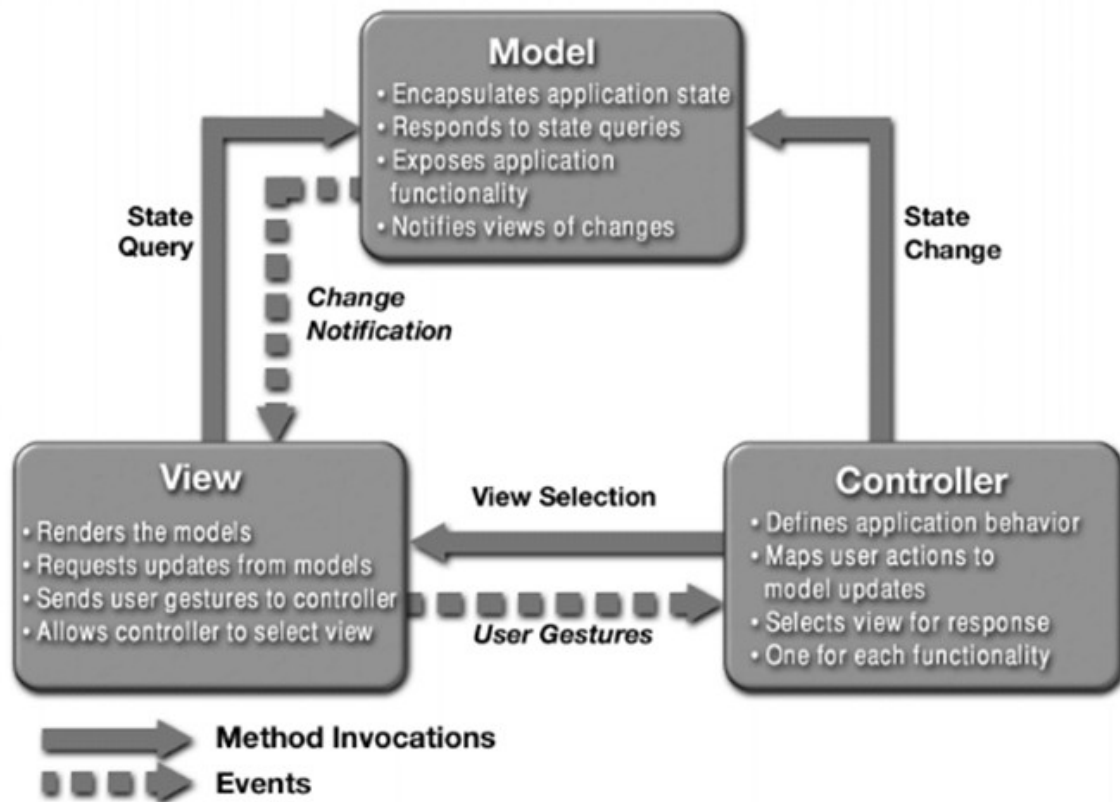 Model
• Encapsulates application state
• Responds to state queries
• Exposes application
functionality
• Notifies views of changes
State
Query
State
Change
Change
Notification
View
• Renders the models
• Requests updates from models
• Sends user gestures to controller
• Allows controller to select view
View Selection
User Gestures
Controller
• Defines application behavior
• Maps user actions to
model updates
• Selects view for response
• One for each functionality
Method Invocations
Events